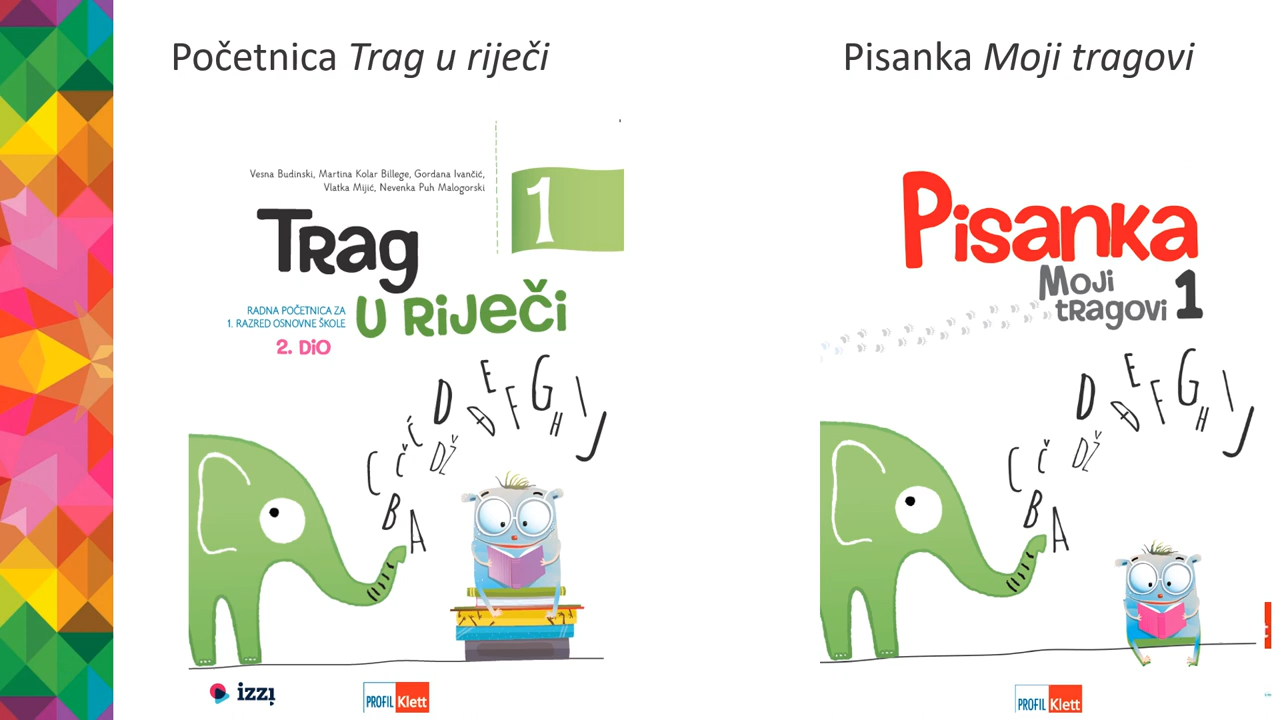 Početnica Trag u riječi
Pisanka Moji tragovi
Vesna Budinski, Martina Kolar Billege, Gordana Ivančić,
Vlatka Mijić, Nevenka Puh Malogorski
1
Trag
u riječi
RADNA POČETNICA ZA
1. RAZRED OSNOVNE ŠKOLE
2. DiO
A B C Č Ć D DŽ Đ E F G H I J
izzi
PROFIL Klett
Pisanka
Moji
tragovi 1
A B C Č D DŽ Đ E F G H I J
PROFIL Klett